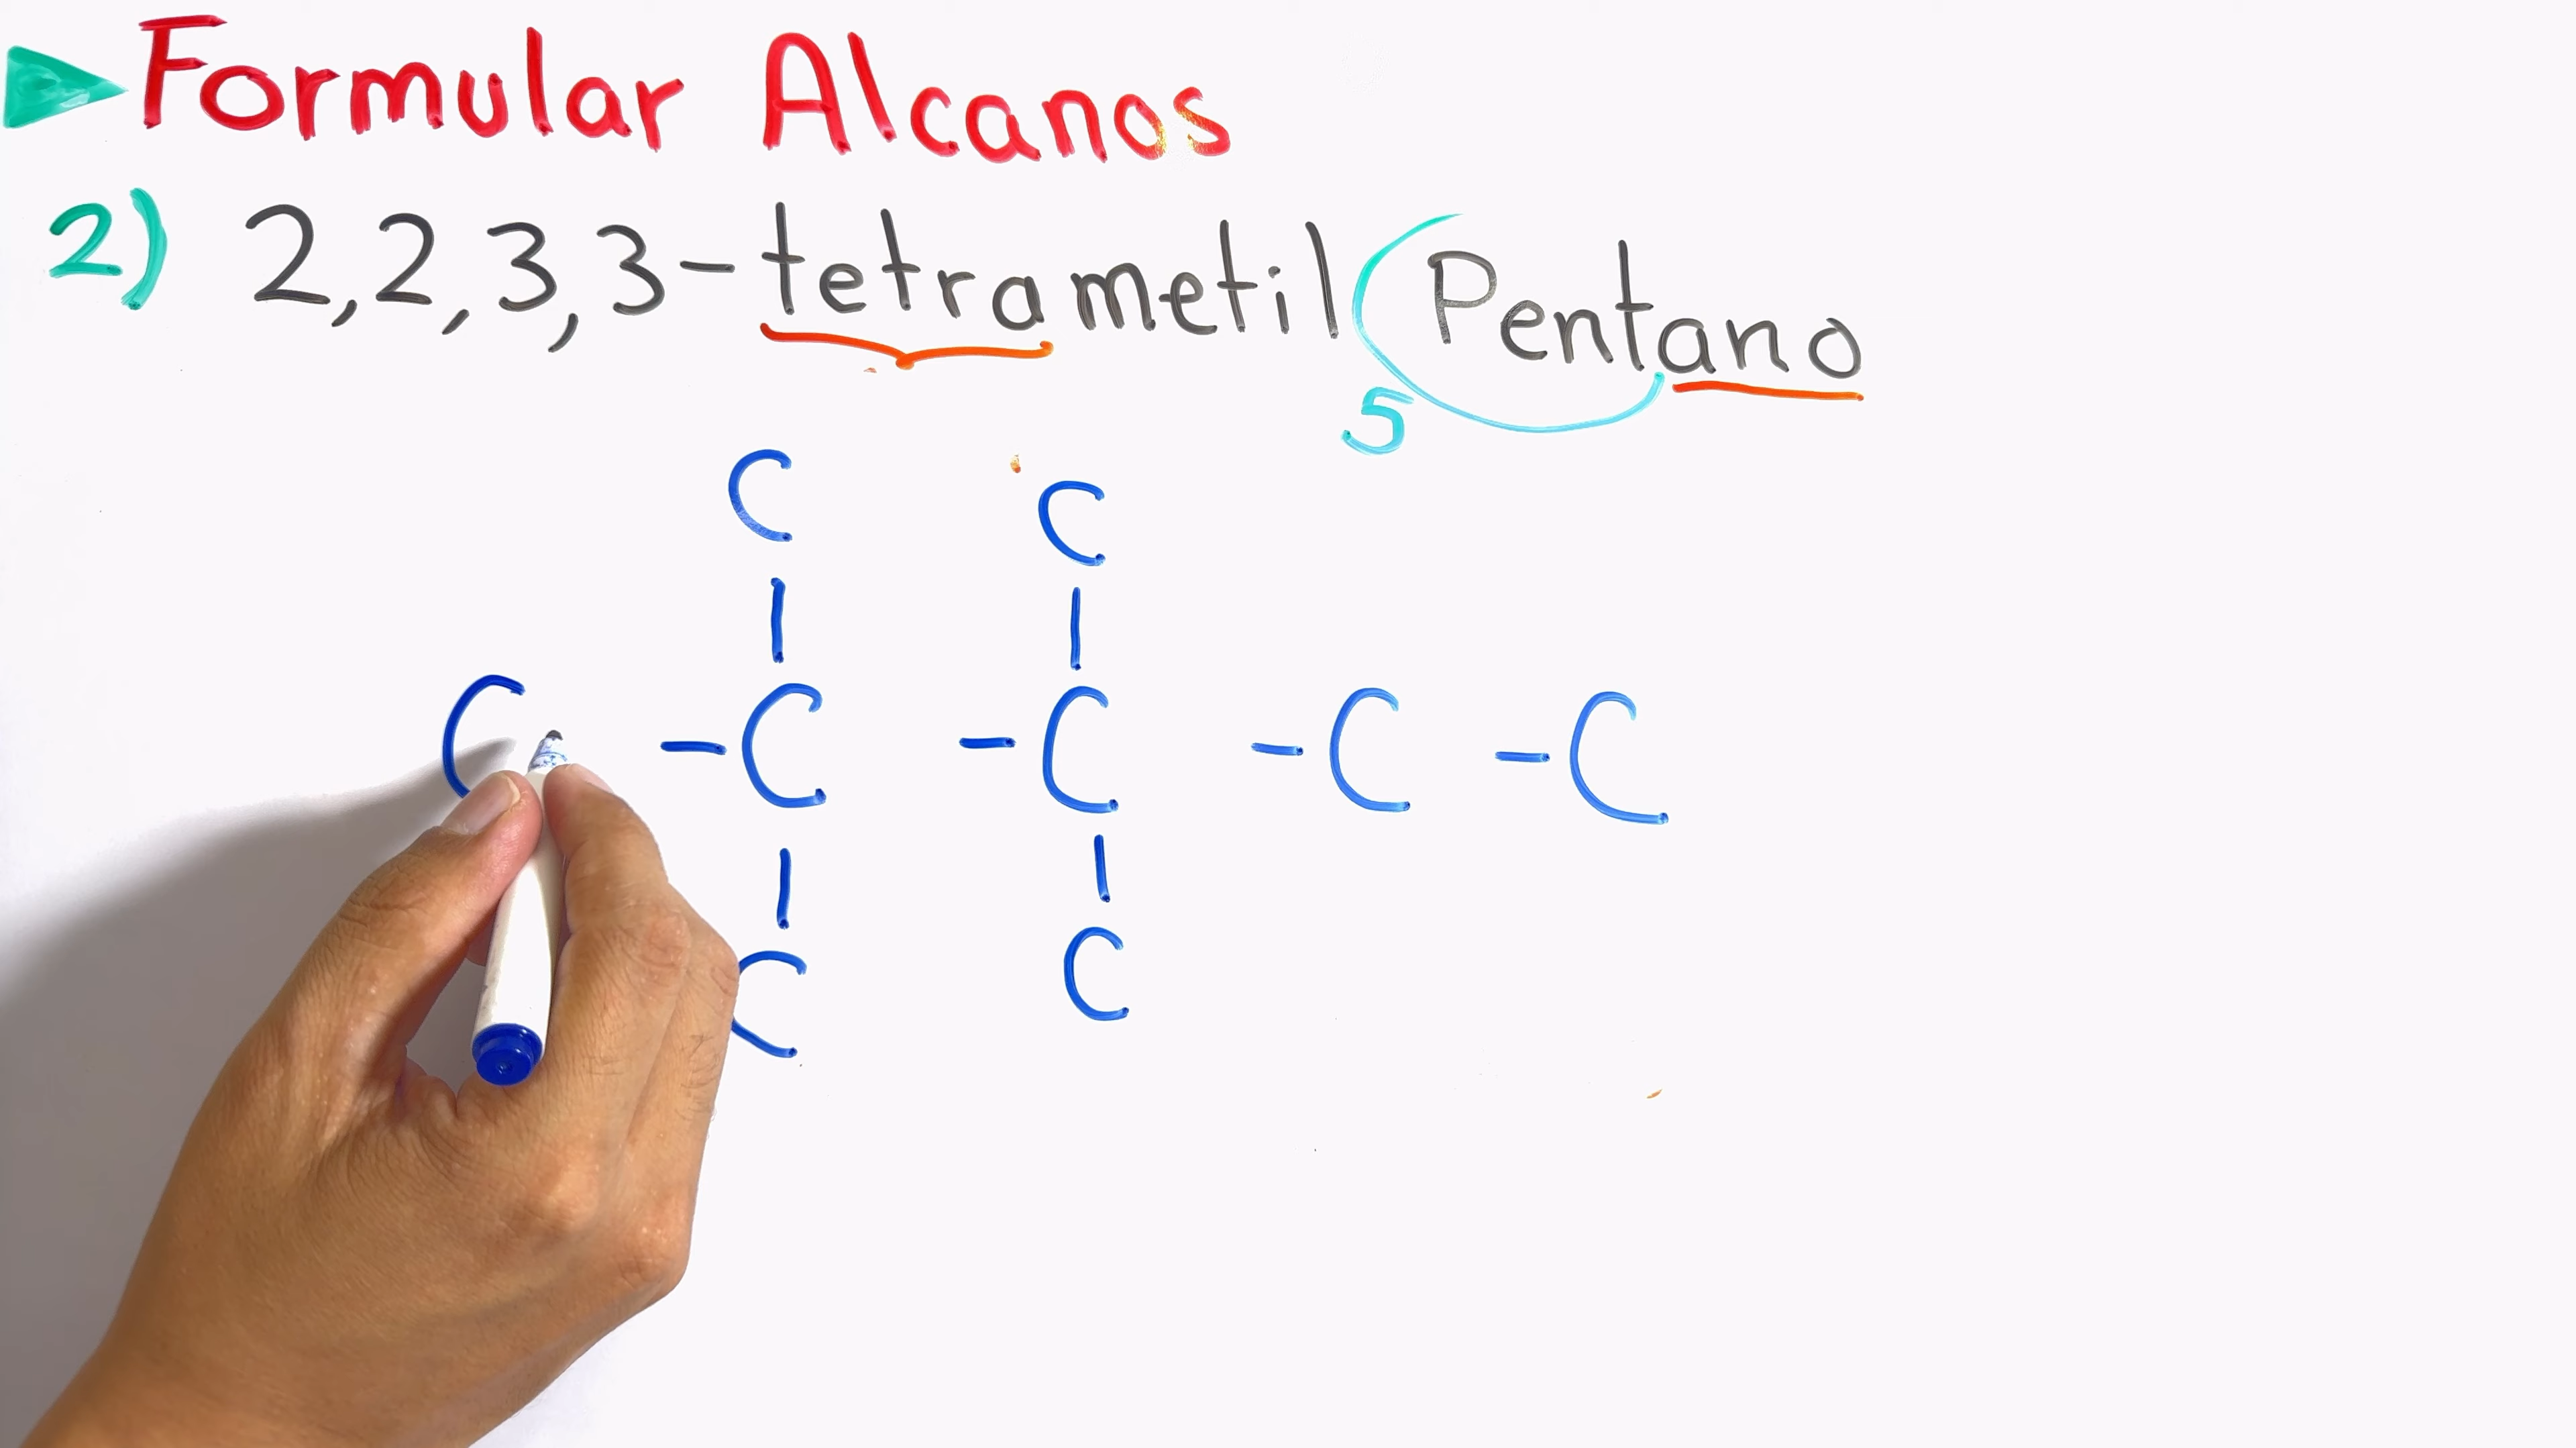 Formular Alcanos
2) 2,2,3,3-tetrametil Pentano
5
C C
| |
C -C -C -C -C
| |
C C